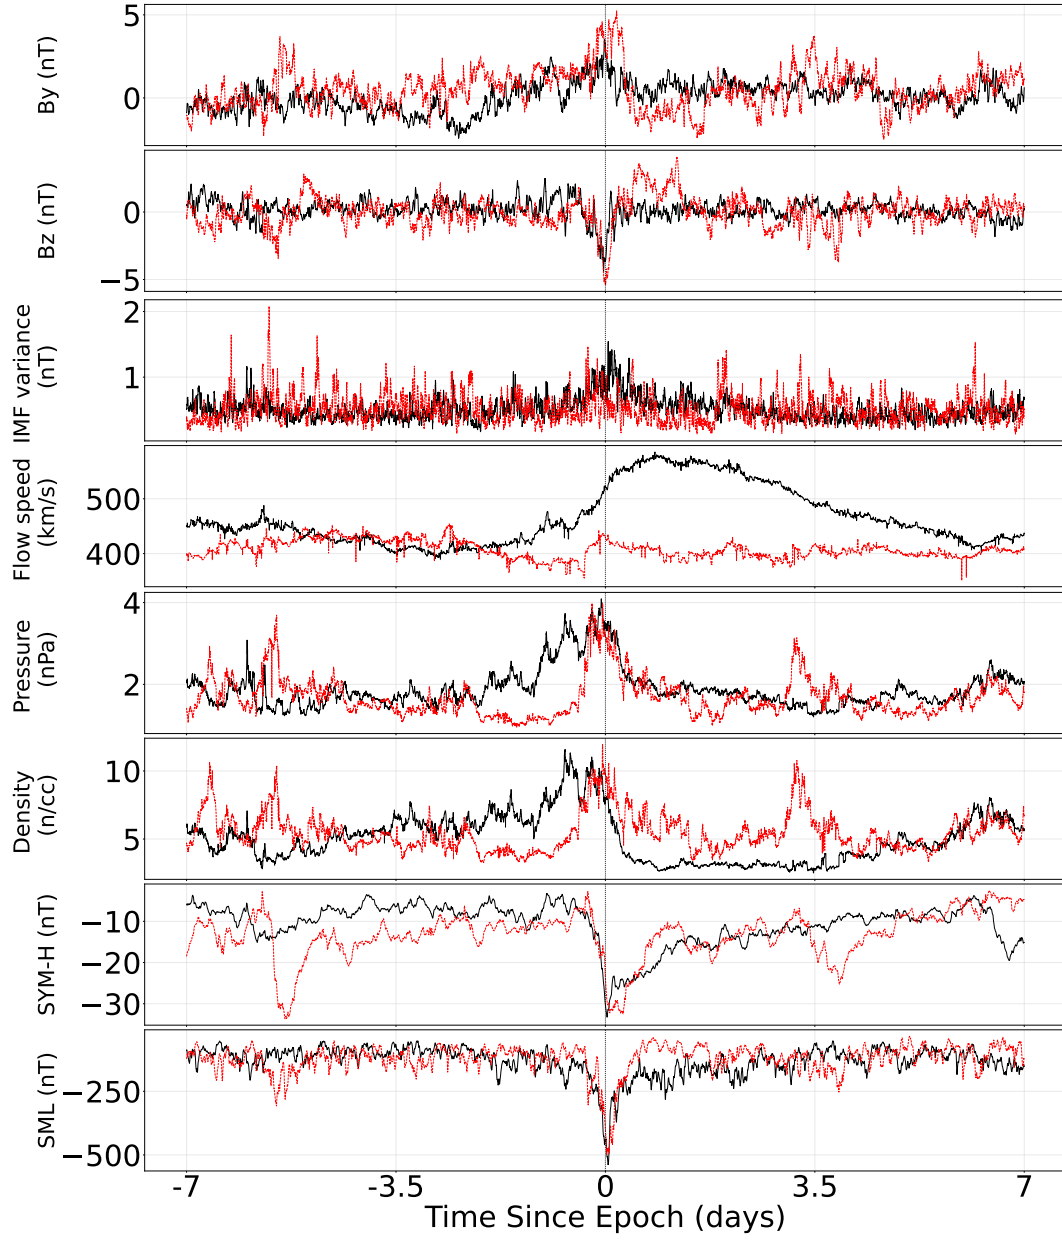 By (nT)
5
0
Bz (nT)
0
−5
IMF variance
(nT)
2
1
Flow speed
(km/s)
500
400
Pressure
(nPa)
4
2
Density
(n/cc)
10
5
SYM-H (nT)
−10
−20
−30
SML (nT)
−250
−500
-7
-3.5
0
3.5
7
Time Since Epoch (days)